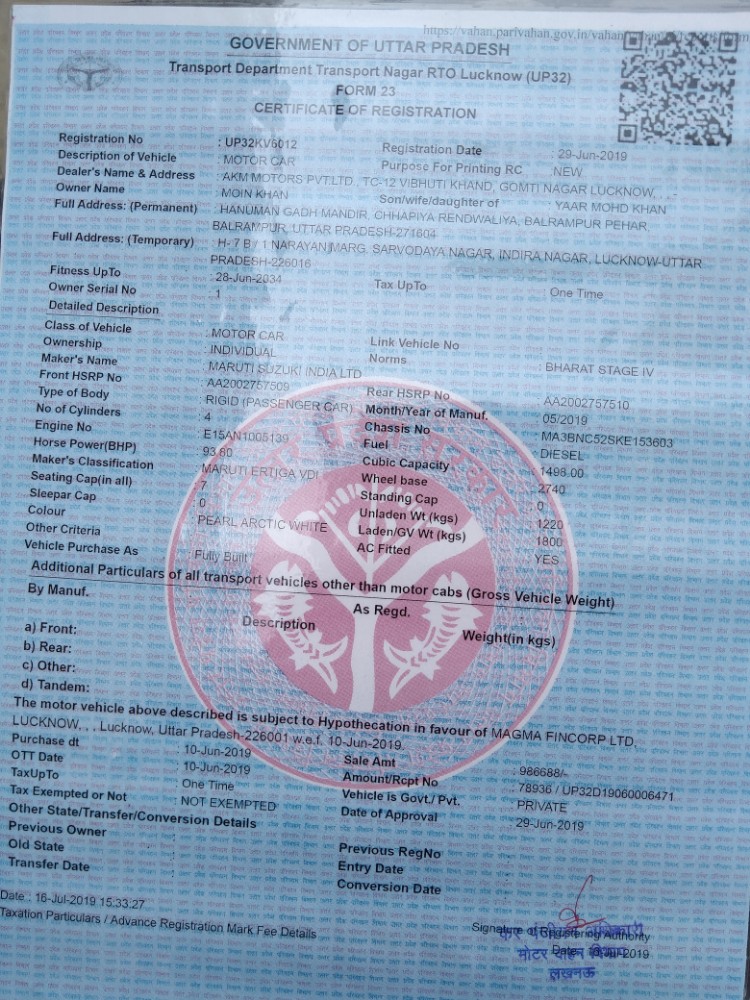 https://vahan.parivahan.gov.in/vahan
GOVERNMENT OF UTTAR PRADESH
Transport Department Transport Nagar RTO Lucknow (UP32)
FORM 23
CERTIFICATE OF REGISTRATION
Registration No : UP32KV6012 Registration Date : 29-Jun-2019
Description of Vehicle : MOTOR CAR Purpose For Printing RC : NEW
Dealer's Name & Address : AKM MOTORS PVT.LTD., TC-12 VIBHUTI KHAND, GOMTI NAGAR LUCKNOW, , , -
Owner Name : MOIN KHAN Son/wife/daughter of : YAAR MOHD KHAN
Full Address: (Permanent) : HANUMAN GADH MANDIR, CHHAPIYA RENDWALIYA, BALRAMPUR PEHAR,
BALRAMPUR, UTTAR PRADESH-271604
Full Address: (Temporary) : H- 7 B / 1 NARAYAN MARG, SARVODAYA NAGAR, INDIRA NAGAR, LUCKNOW-UTTAR
PRADESH-226016
Fitness UpTo : 28-Jun-2034 Tax UpTo : One Time
Owner Serial No : 1
Detailed Description
Class of Vehicle : MOTOR CAR Link Vehicle No
Ownership : INDIVIDUAL Norms : BHARAT STAGE IV
Maker's Name : MARUTI SUZUKI INDIA LTD
Front HSRP No : AA2002757509 Rear HSRP No : AA2002757510
Type of Body : RIGID (PASSENGER CAR) Month/Year of Manuf. : 05/2019
No of Cylinders : 4 Chassis No : MA3BNC52SKE153603
Engine No : E15AN1005139 Fuel : DIESEL
Horse Power(BHP) : 93.80 Cubic Capacity : 1498.00
Maker's Classification : MARUTI ERTIGA VDI Wheel base : 2740
Seating Cap(in all) : 7 Standing Cap : 0
Sleepar Cap : 0 Unladen Wt (kgs) : 1220
Colour : PEARL ARCTIC WHITE Laden/GV Wt (kgs) : 1800
Other Criteria AC Fitted : YES
Vehicle Purchase As : Fully Built
Additional Particulars of all transport vehicles other than motor cabs (Gross Vehicle Weight)
By Manuf. As Regd.
Description Weight(in kgs)
a) Front:
b) Rear:
c) Other:
d) Tandem:
The motor vehicle above described is subject to Hypothecation in favour of MAGMA FINCORP LTD,
LUCKNOW, , , Lucknow, Uttar Pradesh-226001 w.e.f. 10-Jun-2019.
Purchase dt : 10-Jun-2019 Sale Amt : 986688/-
OTT Date : 10-Jun-2019 Amount/Rcpt No : 78936 / UP32D19060006471
TaxUpTo : One Time Vehicle is Govt./ Pvt. : PRIVATE
Tax Exempted or Not : NOT EXEMPTED Date of Approval : 29-Jun-2019
Other State/Transfer/Conversion Details
Previous Owner : Previous RegNo :
Old State : Entry Date :
Transfer Date : Conversion Date :
Date : 16-Jul-2019 15:33:27
Taxation Particulars / Advance Registration Mark Fee Details
Signature of Registering Authority
Date : -Jul-2019
मोटर वाहन विभाग
लखनऊ
उत्तर प्रदेश सरकार